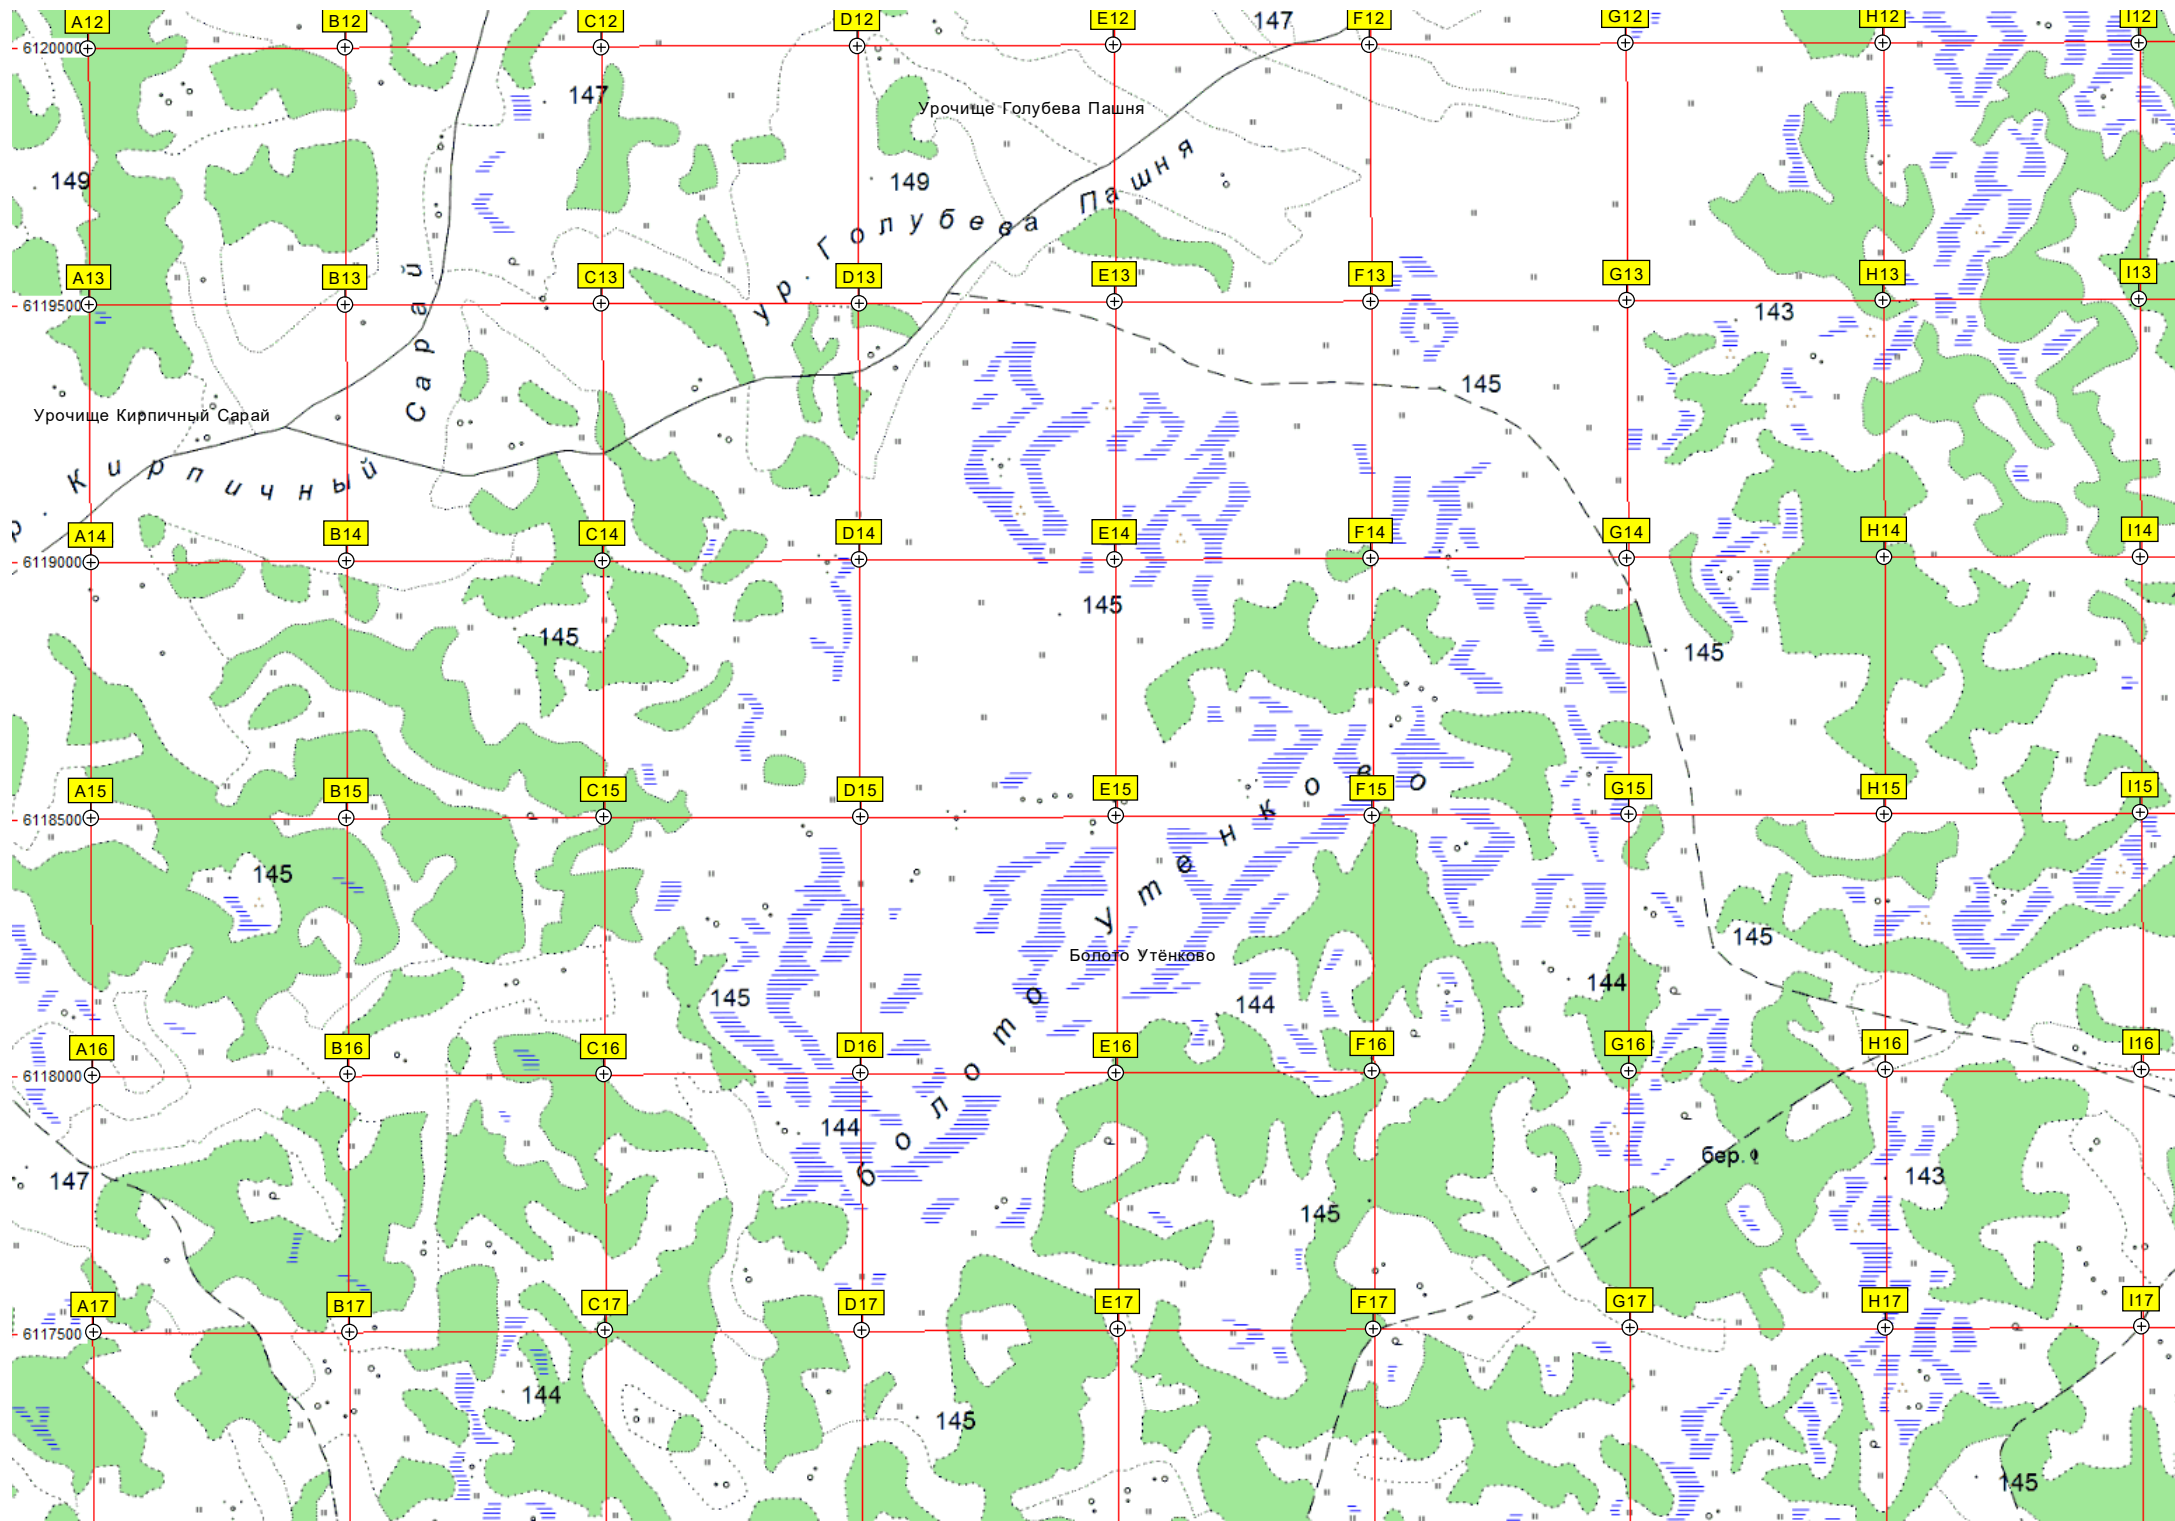 A12 B12 C12 D12 E12 147 F12 G12 H12 I12
6120000
147
Урочище Голубева Пашня
149 149
ур. Голубева Пашня
A13 B13 C13 D13 E13 F13 G13 H13 I13
6119500
143
145
Урочище Кирпичный Сарай
р. Кирпичный Сарай
A14 B14 C14 D14 E14 F14 G14 H14 I14
6119000
145
145 145
A15 B15 C15 D15 E15 F15 G15 H15 I15
6118500
145
145
Болото Утёнково
болото Утенково
145 144 144
A16 B16 C16 D16 E16 F16 G16 H16 I16
6118000
144
бер.
147 143
145
A17 B17 C17 D17 E17 F17 G17 H17 I17
6117500
144
145
145